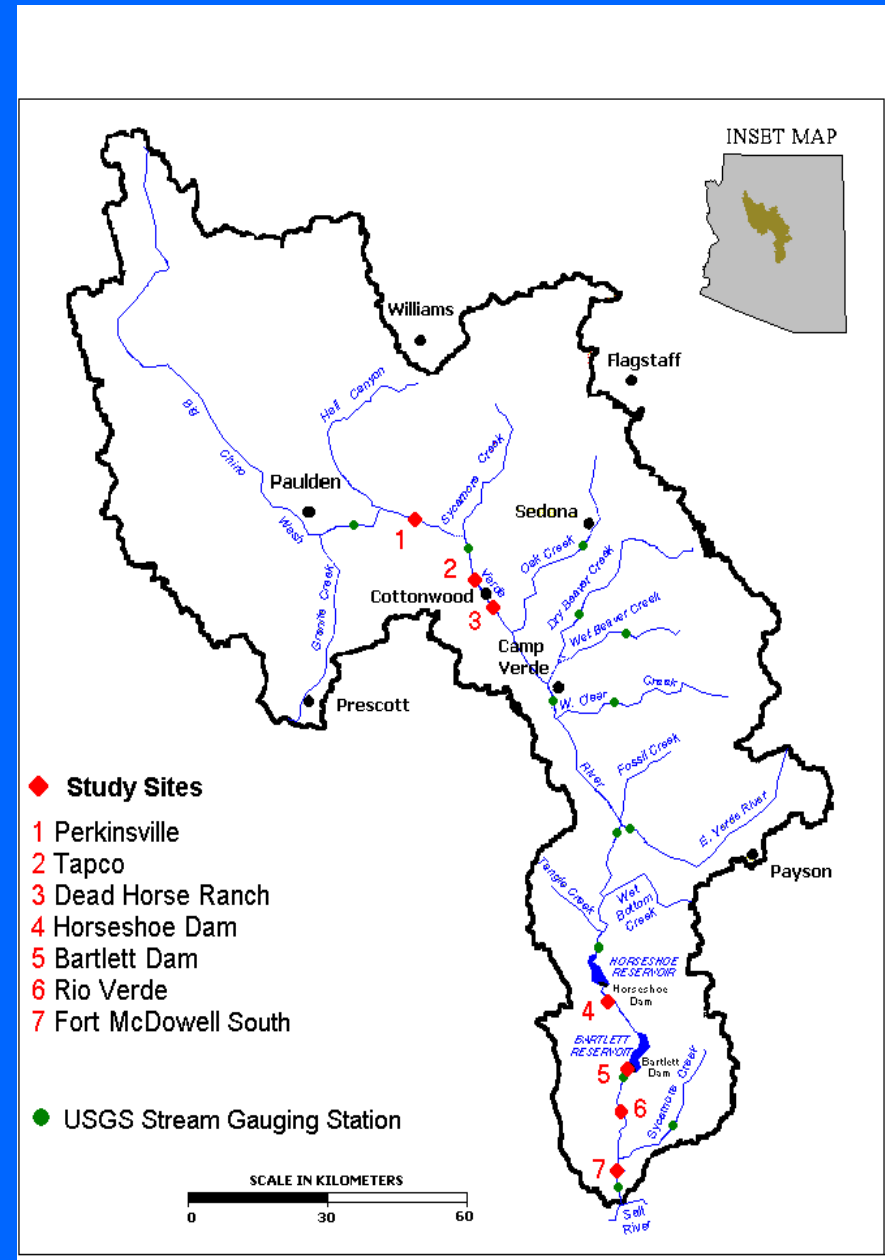 INSET MAP
Williams
Flagstaff
Hell Canyon
Big
Chino
Wash
Paulden
Sycamore Creek
Sedona
1
2
Verde
Oak Creek
Cottonwood
3
Dry Beaver Creek
Wet Beaver Creek
Granite Creek
Camp
Verde
Prescott
W. Clear
Creek
River
Fossil Creek
E. Verde River
Payson
Tangle Creek
Wet
Bottom
Creek
HORSESHOE
RESERVOIR
Horseshoe
Dam
4
BARTLETT
RESERVOIR
Bartlett
Dam
5
6
Sycamore Creek
7
Salt
River
Study Sites
1 Perkinsville
2 Tapco
3 Dead Horse Ranch
4 Horseshoe Dam
5 Bartlett Dam
6 Rio Verde
7 Fort McDowell South
USGS Stream Gauging Station
SCALE IN KILOMETERS
0 30 60